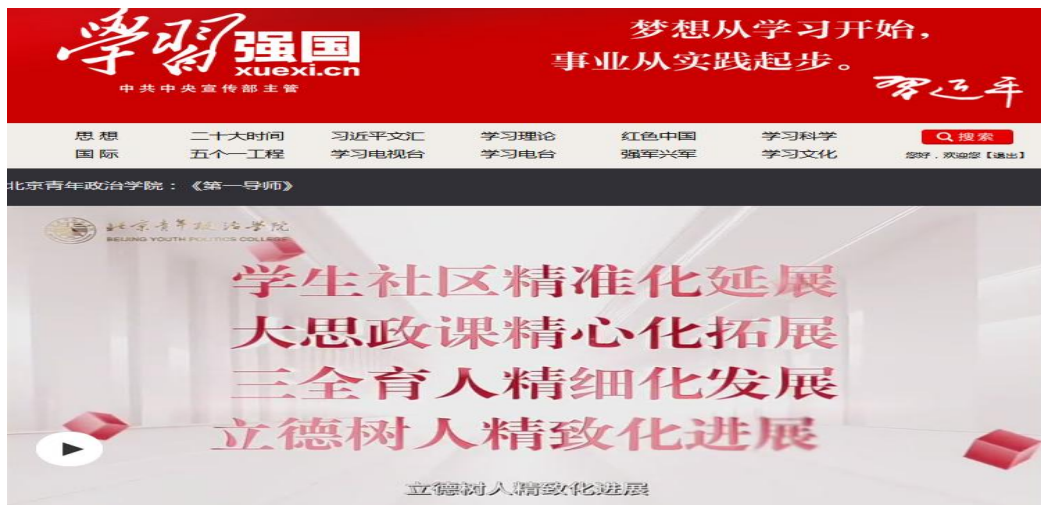 学习强国
xuexi.cn
中共中央宣传部主管
梦想从学习开始，
事业从实践起步。
习近平
思想 二十大时间 习近平文汇 学习理论 红色中国 学习科学 搜索
国际 五个一工程 学习电视台 学习电台 强军兴军 学习文化 您好，欢迎您【退出】
北京青年政治学院：《第一导师》
北京青年政治学院
BEIJING YOUTH POLITICS COLLEGE
学生社区精准化延展
大思政课精心化拓展
三全育人精细化发展
立德树人精致化进展
立德树人精致化进展